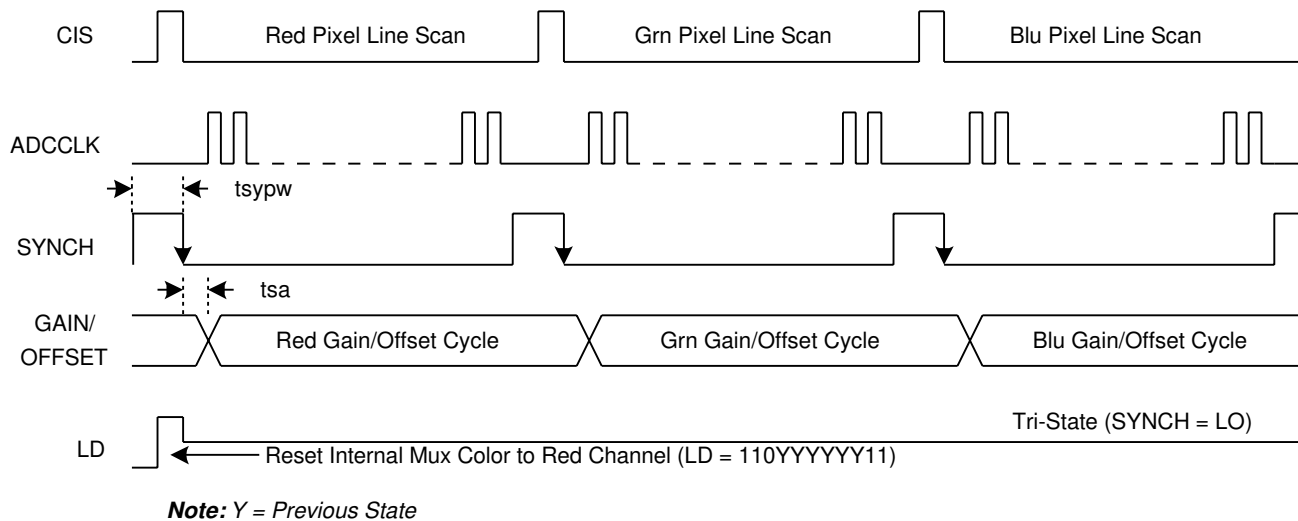 CIS
Red Pixel Line Scan
Grn Pixel Line Scan
Blu Pixel Line Scan
ADCCLK
tsypw
SYNCH
tsa
GAIN/
OFFSET
Red Gain/Offset Cycle
Grn Gain/Offset Cycle
Blu Gain/Offset Cycle
Tri-State (SYNCH = LO)
LD
Reset Internal Mux Color to Red Channel (LD = 110YYYYYY11)
Note: Y = Previous State